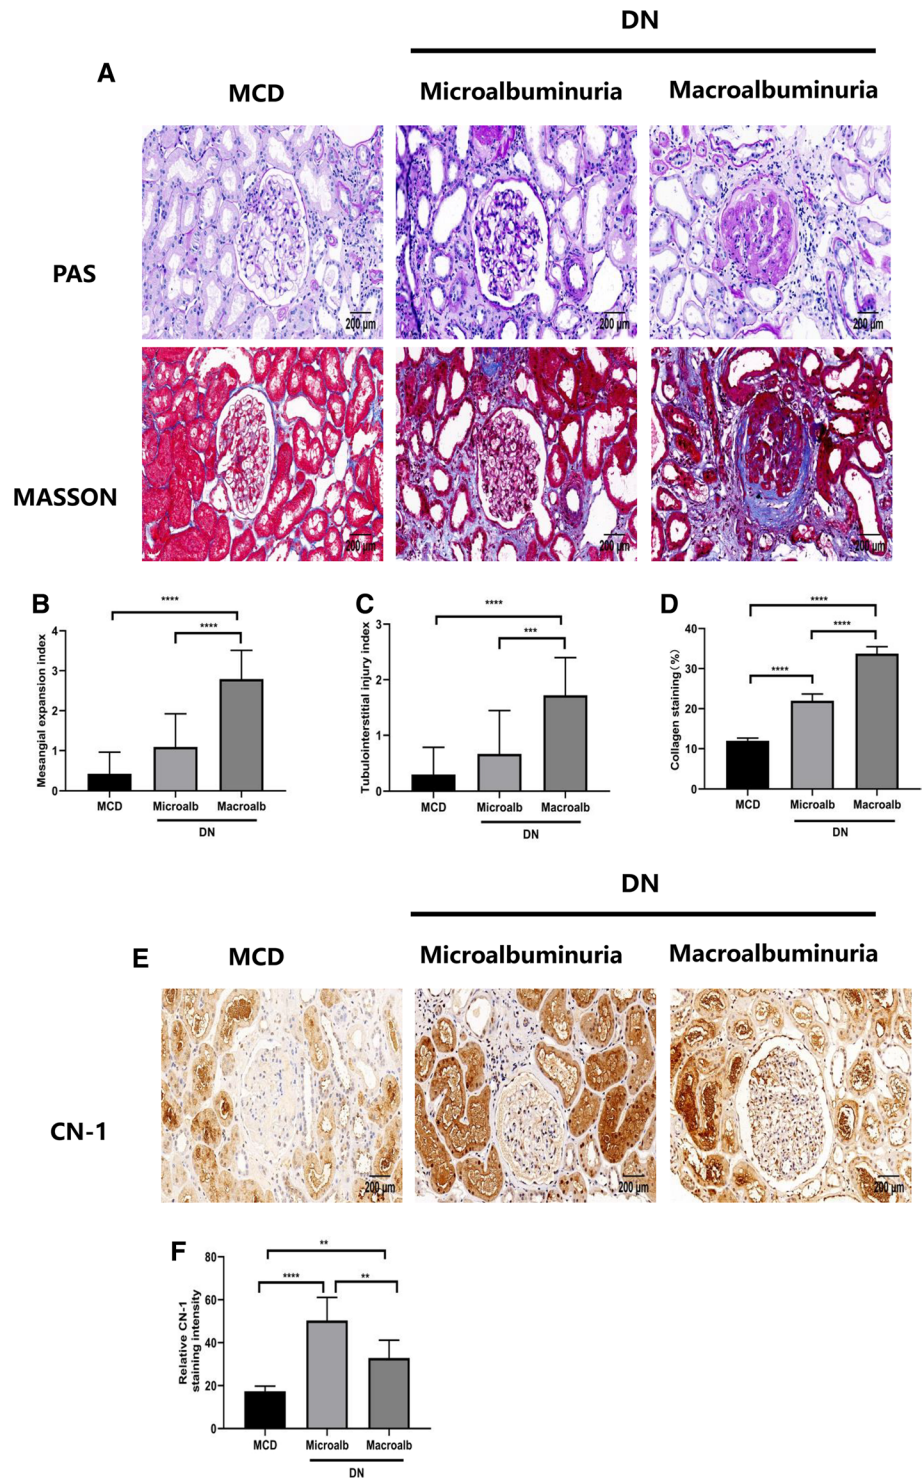 DN
A
MCD
Microalbuminuria
Macroalbuminuria
PAS
200 μm
200 μm
200 μm
MASSON
200 μm
200 μm
200 μm
B
Mesangial expansion index
4
3
2
1
0
****
****
MCD
Microalb
Macroalb
DN
C
Tubulointerstitial injury index
3
2
1
0
****
***
MCD
Microalb
Macroalb
DN
D
Collagen staining(%)
40
30
20
10
0
****
****
****
MCD
Microalb
Macroalb
DN
DN
E
MCD
Microalbuminuria
Macroalbuminuria
CN-1
200 μm
200 μm
200 μm
F
Relative CN-1
staining intensity
80
60
40
20
0
**
****
**
MCD
Microalb
Macroalb
DN